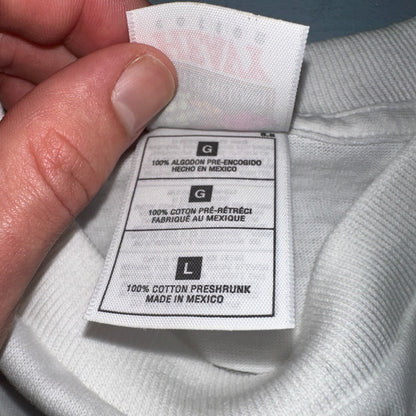 G
100% ALGODON PRE-ENCOGIDO
HECHO EN MEXICO
G
100% COTON PRÉ-RÉTRÉCI
FABRIQUÉ AU MEXIQUE
L
100% COTTON PRESHRUNK
MADE IN MEXICO